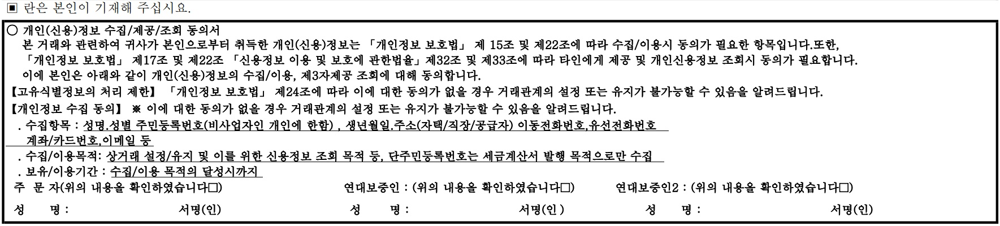 ▣ 란은 본인이 기재해 주십시요.
○ 개인(신용)정보 수집/제공/조회 동의서
본 거래와 관련하여 귀사가 본인으로부터 취득한 개인(신용)정보는 「개인정보 보호법」 제 15조 및 제22조에 따라 수집/이용시 동의가 필요한 항목입니다.또한,
「개인정보 보호법」 제17조 및 제22조 「신용정보 이용 및 보호에 관한법율」제32조 및 제33조에 따라 타인에게 제공 및 개인신용정보 조회시 동의가 필요합니다.
이에 본인은 아래와 같이 개인(신용)정보의 수집/이용, 제3자제공 조회에 대해 동의합니다.
【고유식별정보의 처리 제한】 「개인정보 보호법」 제24조에 따라 이에 대한 동의가 없을 경우 거래관계의 설정 또는 유지가 불가능할 수 있음을 알려드립니다.
【개인정보 수집 동의】 ※ 이에 대한 동의가 없을 경우 거래관계의 설정 또는 유지가 불가능할 수 있음을 알려드립니다.
. 수집항목 : 성명.성별 주민등록번호(비사업자인 개인에 한함) , 생년월일.주소(자택/직장/공급자) 이동전화번호,유선전화번호
계좌/카드번호,이메일 등
. 수집/이용목적: 상거래 설정/유지 및 이를 위한 신용정보 조회 목적 등, 단주민등록번호는 세금계산서 발행 목적으로만 수집
. 보유/이용기간 : 수집/이용 목적의 달성시까지
주 문 자(위의 내용을 확인하였습니다□) 연대보증인 : (위의 내용을 확인하였습니다□) 연대보증인2 : (위의 내용을 확인하였습니다□)
성 명 : 서명(인) 성 명 : 서명(인 ) 성 명 : 서명(인)